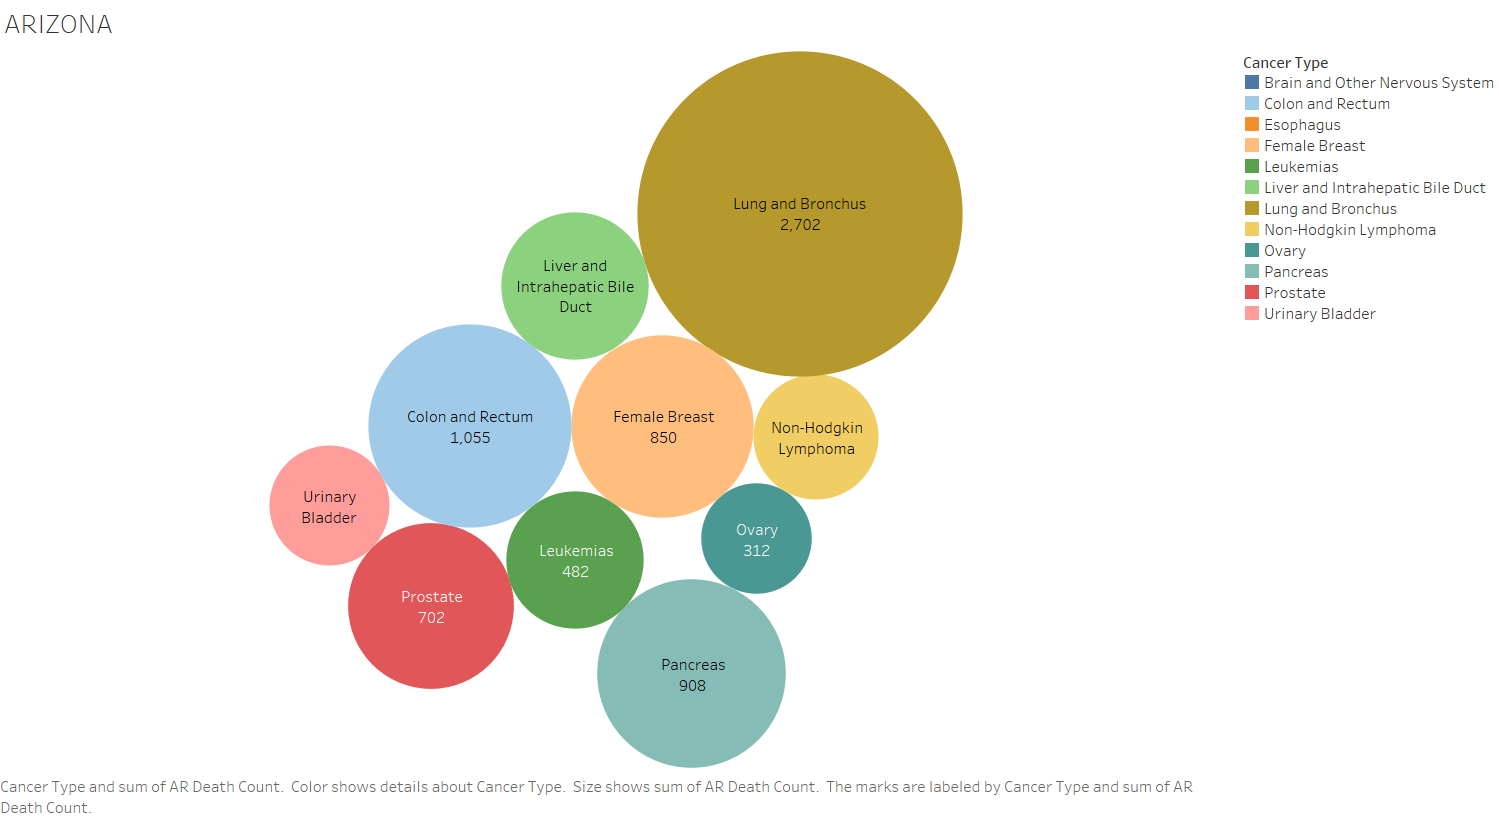 ARIZONA
Lung and Bronchus
2,702
Liver and
Intrahepatic Bile
Duct
Colon and Rectum
1,055
Female Breast
850
Non-Hodgkin
Lymphoma
Urinary
Bladder
Ovary
312
Leukemias
482
Prostate
702
Pancreas
908
Cancer Type
Brain and Other Nervous System
Colon and Rectum
Esophagus
Female Breast
Leukemias
Liver and Intrahepatic Bile Duct
Lung and Bronchus
Non-Hodgkin Lymphoma
Ovary
Pancreas
Prostate
Urinary Bladder
Cancer Type and sum of AR Death Count. Color shows details about Cancer Type. Size shows sum of AR Death Count. The marks are labeled by Cancer Type and sum of AR
Death Count.